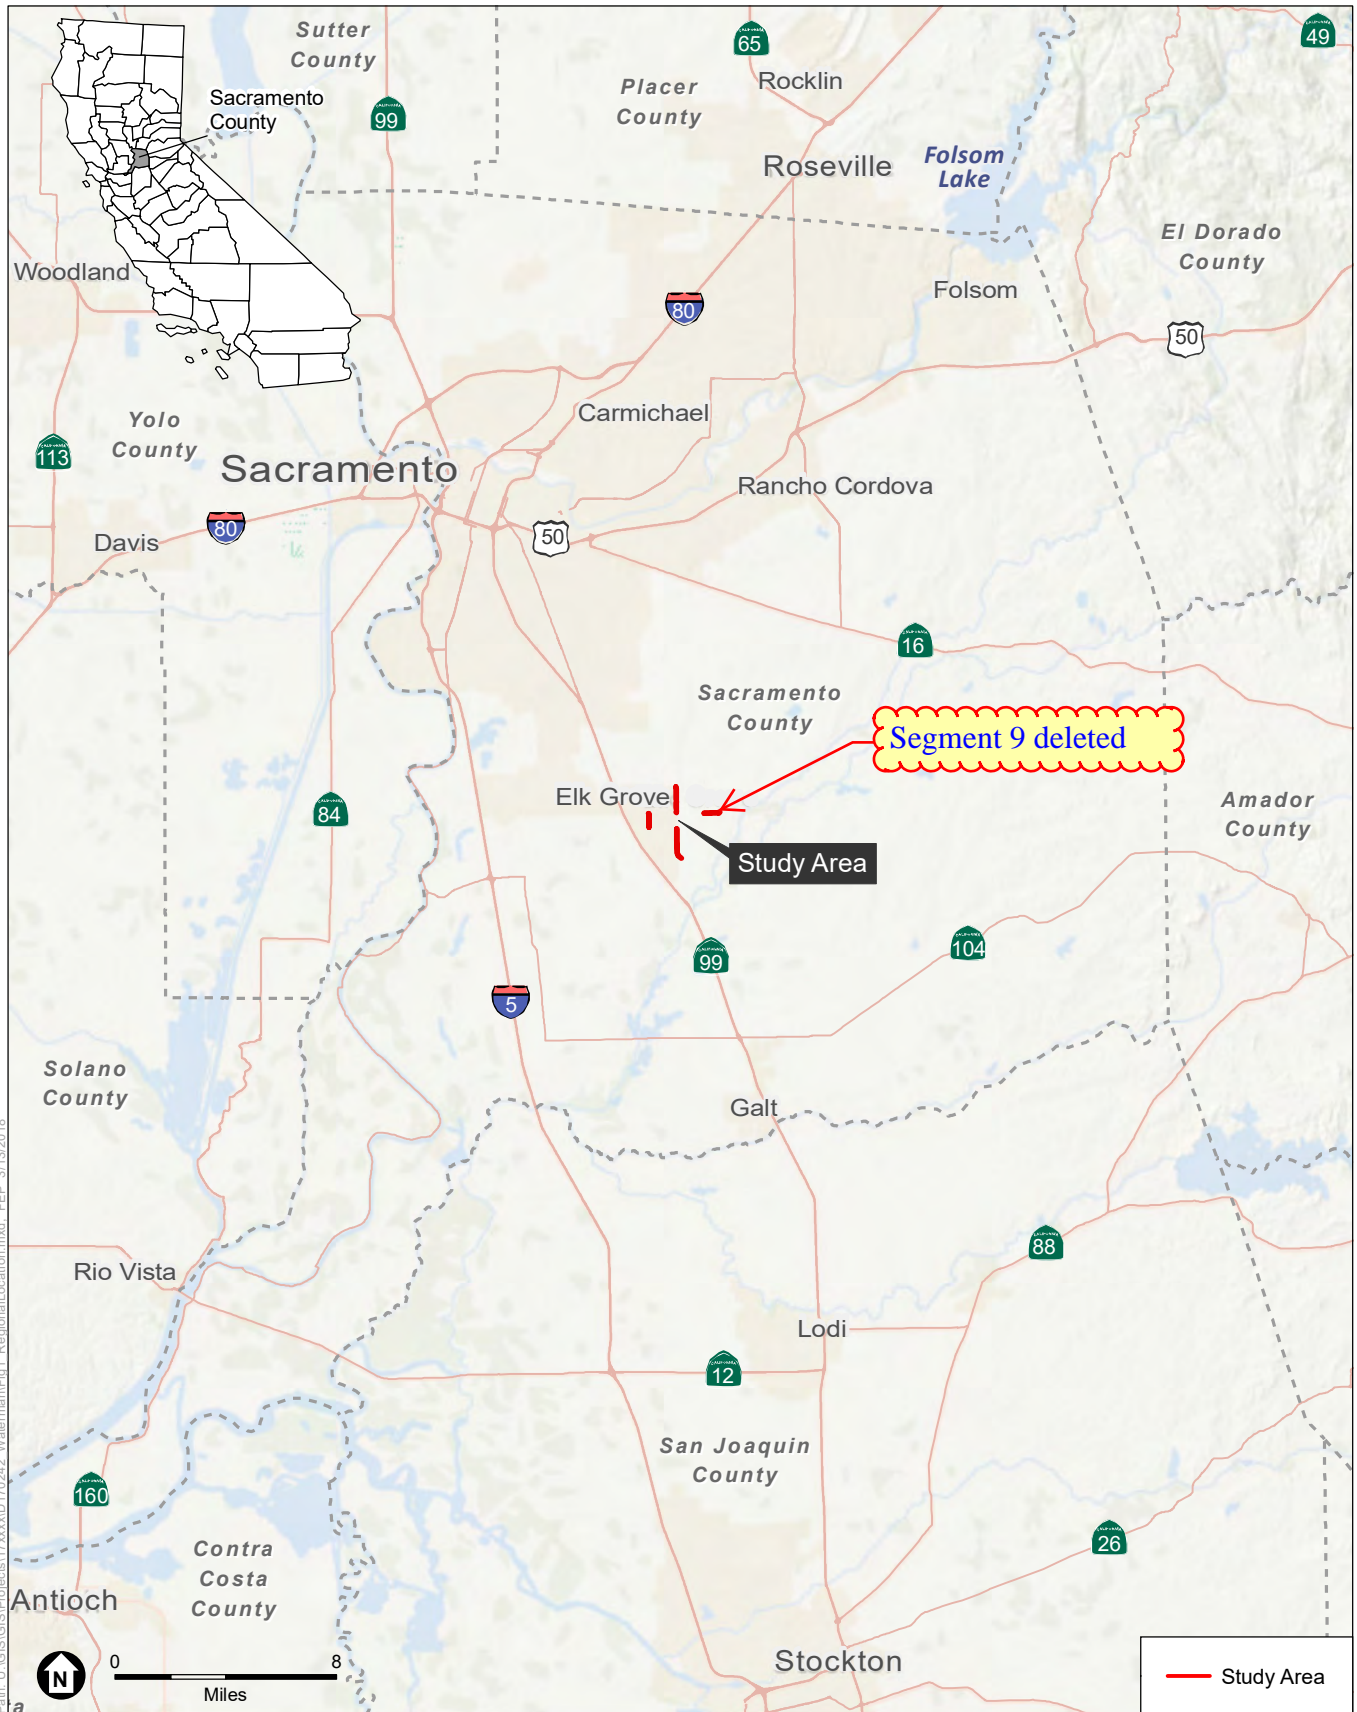 Sutter
County
65
49
Rocklin
Placer
County
Sacramento
County
99
Roseville
Folsom
Lake
El Dorado
County
Woodland
Folsom
80
50
Carmichael
Yolo
County
113
Sacramento
Rancho Cordova
80
50
Davis
16
Sacramento
County
Segment 9 deleted
Elk Grove
84
Amador
County
Study Area
104
99
5
Solano
County
Galt
88
Rio Vista
Lodi
12
San Joaquin
County
160
26
Contra
Costa
County
Antioch
Stockton
N
0 8
Miles
Study Area